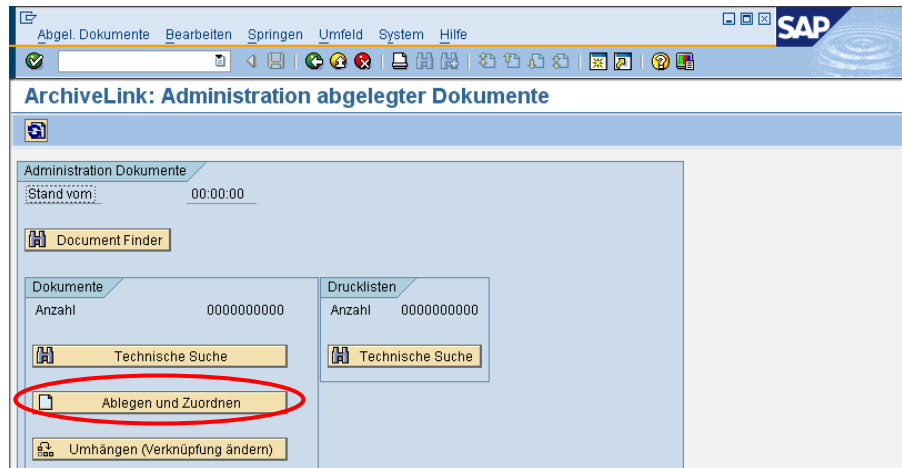 Abgel. Dokumente Bearbeiten Springen Umfeld System Hilfe
SAP
ArchiveLink: Administration abgelegter Dokumente
Administration Dokumente
Stand vom: 00:00:00
Document Finder
Dokumente
Anzahl 0000000000
Technische Suche
Ablegen und Zuordnen
Umhängen (Verknüpfung ändern)
Drucklisten
Anzahl 0000000000
Technische Suche